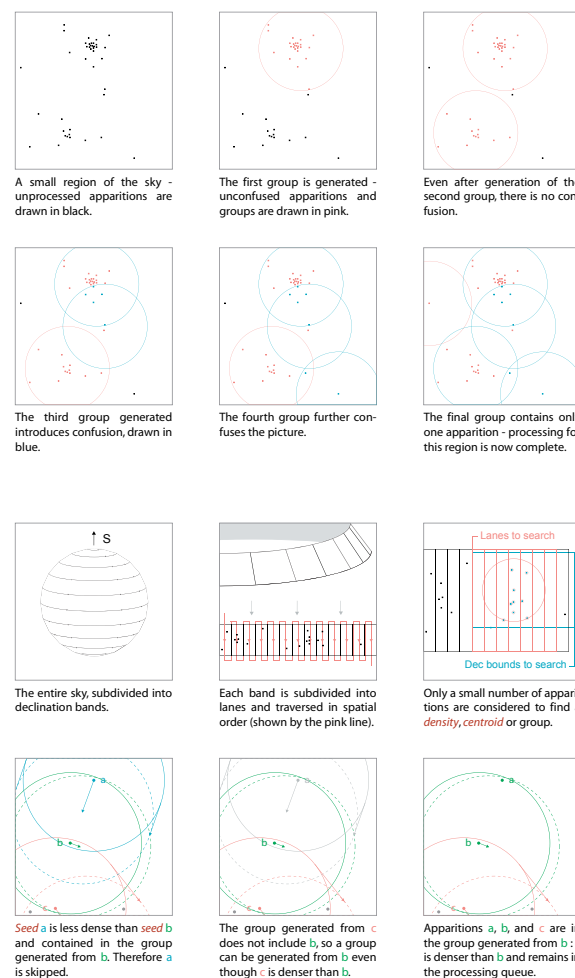 A small region of the sky -
unprocessed apparitions are
drawn in black.
The first group is generated -
unconfused apparitions and
groups are drawn in pink.
Even after generation of the
second group, there is no con-
fusion.
The third group generated
introduces confusion, drawn in
blue.
The fourth group further con-
fuses the picture.
The final group contains only
one apparition - processing for
this region is now complete.
S
Lanes to search
Dec bounds to search
The entire sky, subdivided into
declination bands.
Each band is subdivided into
lanes and traversed in spatial
order (shown by the pink line).
Only a small number of appari
tions are considered to find
density, centroid or group.
a
b
c
a
b
c
a
b
Seed a is less dense than seed b
and contained in the group
generated from b. Therefore a
is skipped.
The group generated from c
does not include b, so a group
can be generated from b even
though c is denser than b.
Apparitions a, b, and c are in
the group generated from b :
is denser than b and remains in
the processing queue.